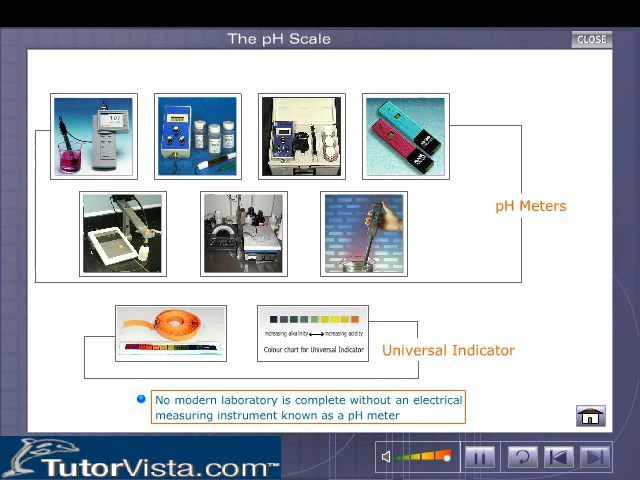 The pH Scale
CLOSE
pH Meters
Increasing alkalinity Increasing acidity
Colour chart for Universal Indicator
Universal Indicator
No modern laboratory is complete without an electrical
measuring instrument known as a pH meter
TutorVista.com™